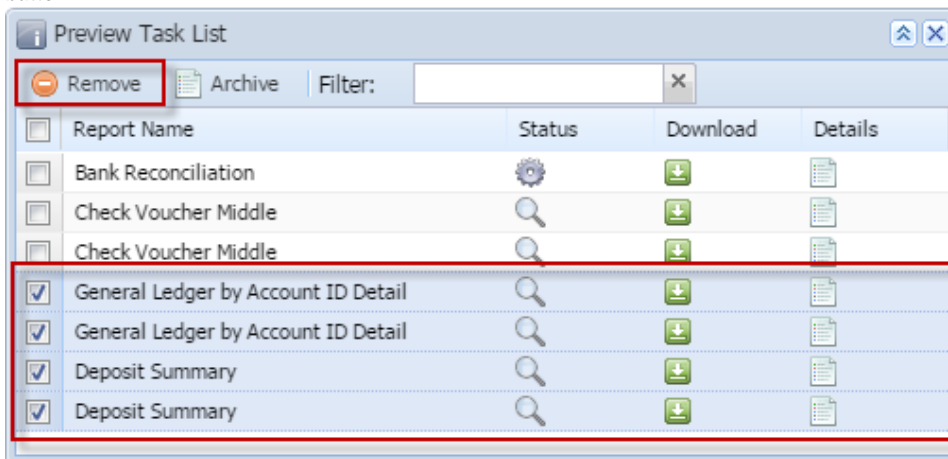 Preview Task List
Remove Archive Filter:
Report Name Status Download Details
Bank Reconciliation
Check Voucher Middle
Check Voucher Middle
General Ledger by Account ID Detail
General Ledger by Account ID Detail
Deposit Summary
Deposit Summary